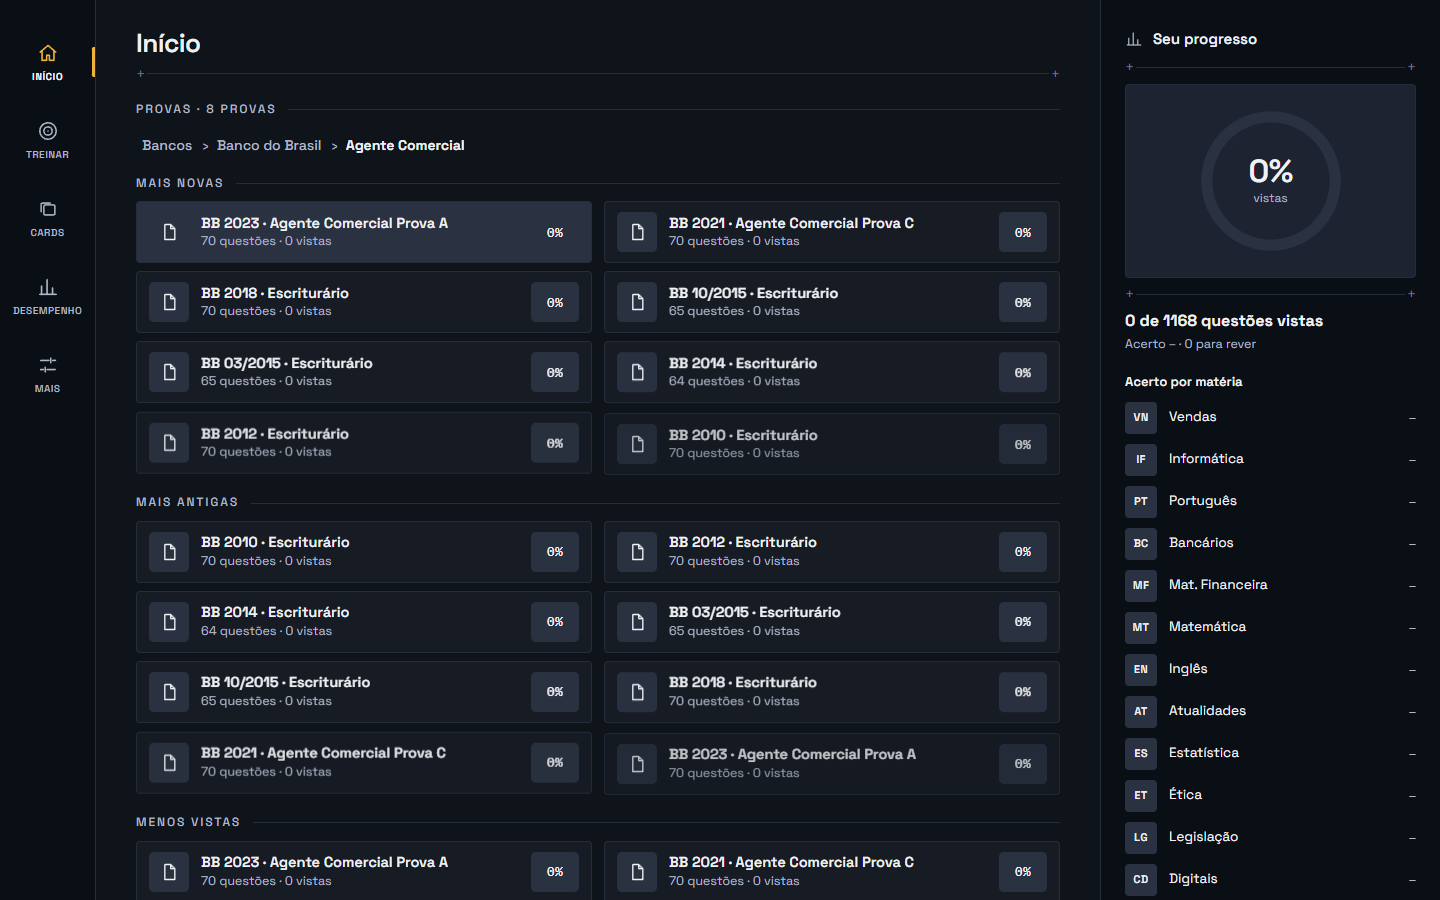 INÍCIO
TREINAR
CARDS
DESEMPENHO
MAIS
Início
PROVAS · 8 PROVAS
Bancos > Banco do Brasil > Agente Comercial
MAIS NOVAS
BB 2023 · Agente Comercial Prova A
70 questões · 0 vistas
0%
BB 2021 · Agente Comercial Prova C
70 questões · 0 vistas
0%
BB 2018 · Escriturário
70 questões · 0 vistas
0%
BB 10/2015 · Escriturário
65 questões · 0 vistas
0%
BB 03/2015 · Escriturário
65 questões · 0 vistas
0%
BB 2014 · Escriturário
64 questões · 0 vistas
0%
BB 2012 · Escriturário
70 questões · 0 vistas
0%
BB 2010 · Escriturário
70 questões · 0 vistas
0%
MAIS ANTIGAS
BB 2010 · Escriturário
70 questões · 0 vistas
0%
BB 2012 · Escriturário
70 questões · 0 vistas
0%
BB 2014 · Escriturário
64 questões · 0 vistas
0%
BB 03/2015 · Escriturário
65 questões · 0 vistas
0%
BB 10/2015 · Escriturário
65 questões · 0 vistas
0%
BB 2018 · Escriturário
70 questões · 0 vistas
0%
BB 2021 · Agente Comercial Prova C
70 questões · 0 vistas
0%
BB 2023 · Agente Comercial Prova A
70 questões · 0 vistas
0%
MENOS VISTAS
BB 2023 · Agente Comercial Prova A
70 questões · 0 vistas
0%
BB 2021 · Agente Comercial Prova C
70 questões · 0 vistas
0%
Seu progresso
0%
vistas
0 de 1168 questões vistas
Acerto – · 0 para rever
Acerto por matéria
VN Vendas –
IF Informática –
PT Português –
BC Bancários –
MF Mat. Financeira –
MT Matemática –
EN Inglês –
AT Atualidades –
ES Estatística –
ET Ética –
LG Legislação –
CD Digitais –